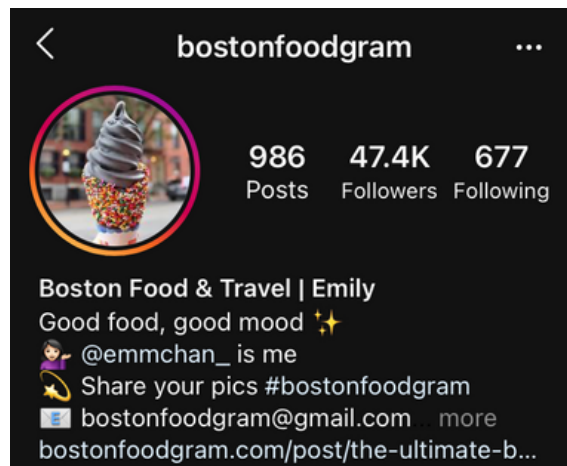 bostonfoodgram
986 47.4K 677
Posts Followers Following
Boston Food & Travel | Emily
Good food, good mood ✨
💁🏻‍♀️ @emmchan_ is me
💫 Share your pics #bostonfoodgram
📧 bostonfoodgram@gmail.com... more
bostonfoodgram.com/post/the-ultimate-b...